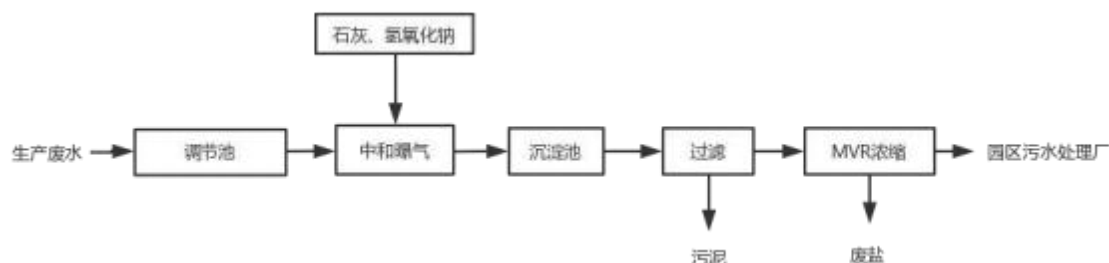 石灰、氢氧化钠
生产废水
调节池
中和曝气
沉淀池
过滤
MVR浓缩
园区污水处理厂
污泥
废盐